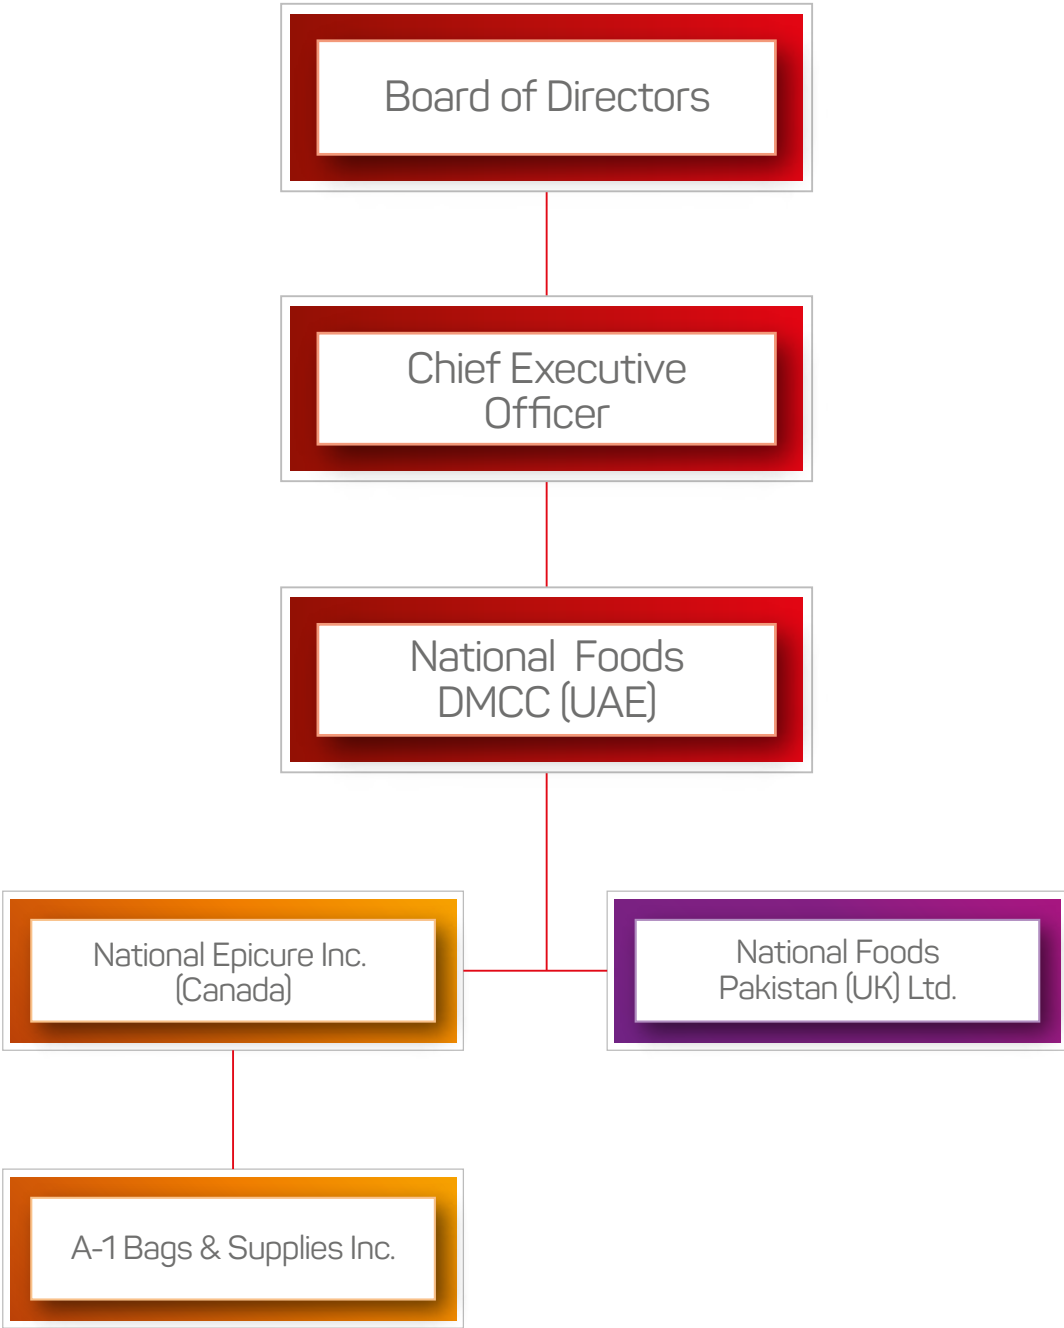 Board of Directors
Chief Executive
Officer
National Foods
DMCC (UAE)
National Epicure Inc.
(Canada)
National Foods
Pakistan (UK) Ltd.
A-1 Bags & Supplies Inc.